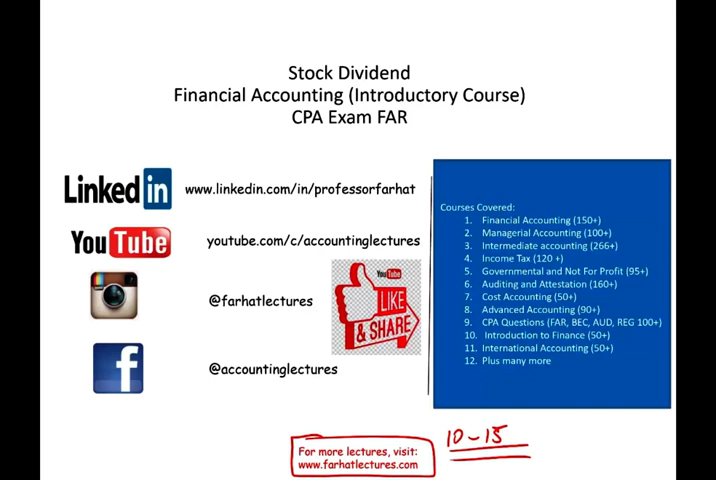 Stock Dividend
Financial Accounting (Introductory Course)
CPA Exam FAR
Linked in
www.linkedin.com/in/professorfarhat
YouTube
youtube.com/c/accountinglectures
@farhatlectures
YouTube
LIKE
& SHARE
f
@accountinglectures
Courses Covered:
1. Financial Accounting (150+)
2. Managerial Accounting (100+)
3. Intermediate accounting (266+)
4. Income Tax (120 +)
5. Governmental and Not For Profit (95+)
6. Auditing and Attestation (160+)
7. Cost Accounting (50+)
8. Advanced Accounting (90+)
9. CPA Questions (FAR, BEC, AUD, REG 100+)
10. Introduction to Finance (50+)
11. International Accounting (50+)
12. Plus many more
For more lectures, visit:
www.farhatlectures.com
10 - 15